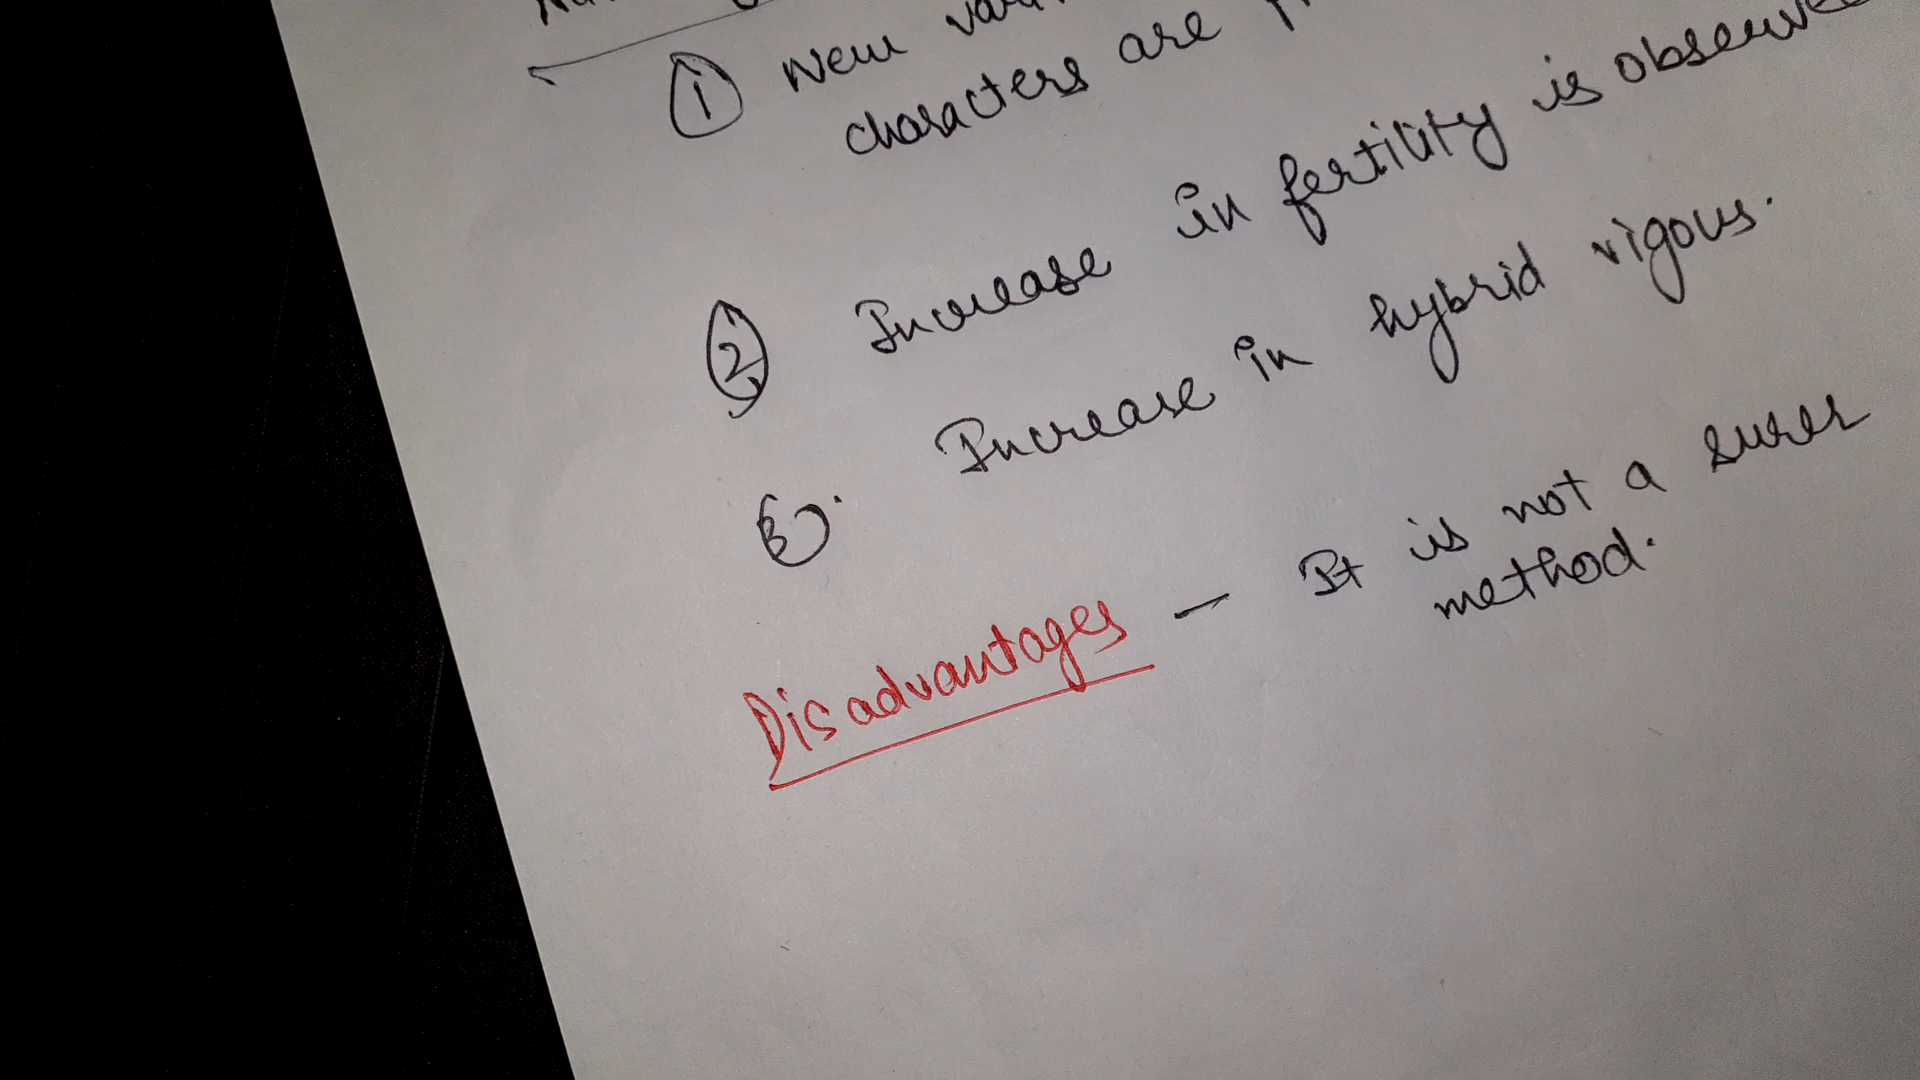 ① New
characters are
② Increase in fertility is
③. Increase in hybrid vigour.
Disadvantages — It is not a surer
method.